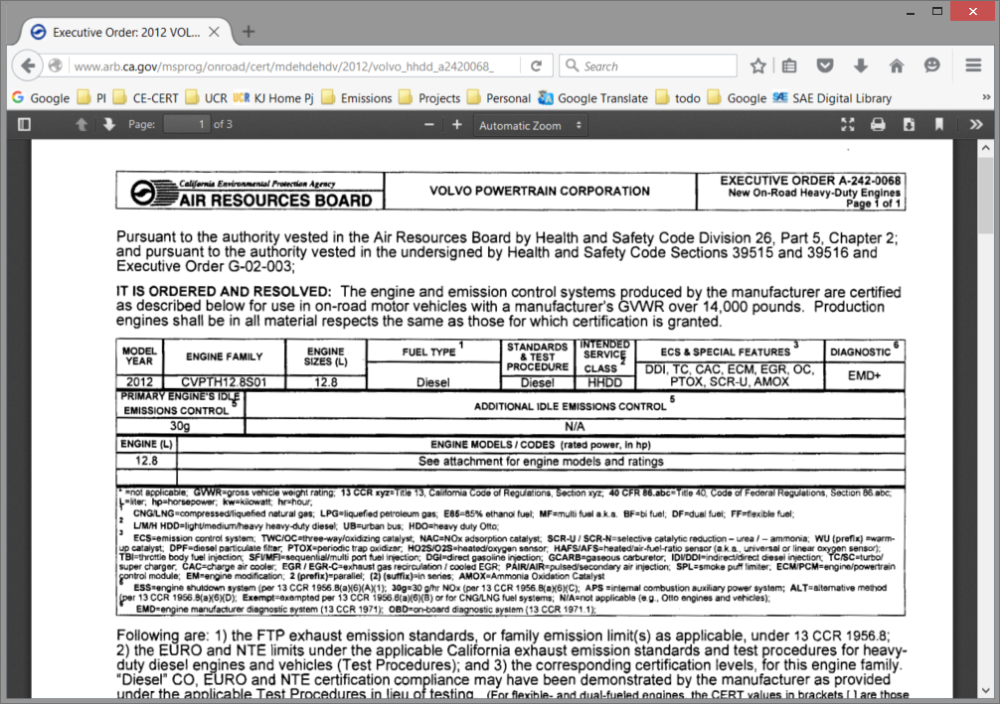 Executive Order: 2012 VOL...
www.arb.ca.gov/msprog/onroad/cert/mdehdehdv/2012/volvo_hhdd_a2420068_
Search
Google PI CE-CERT UCR UCR KJ Home Pj Emissions Projects Personal Google Translate todo Google SAE Digital Library
Page: 1 of 3 Automatic Zoom
California Environmental Protection Agency
AIR RESOURCES BOARD
VOLVO POWERTRAIN CORPORATION
EXECUTIVE ORDER A-242-0068
New On-Road Heavy-Duty Engines
Page 1 of 1
Pursuant to the authority vested in the Air Resources Board by Health and Safety Code Division 26, Part 5, Chapter 2;
and pursuant to the authority vested in the undersigned by Health and Safety Code Sections 39515 and 39516 and
Executive Order G-02-003;
IT IS ORDERED AND RESOLVED: The engine and emission control systems produced by the manufacturer are certified
as described below for use in on-road motor vehicles with a manufacturer's GVWR over 14,000 pounds. Production
engines shall be in all material respects the same as those for which certification is granted.
MODEL YEAR
ENGINE FAMILY
ENGINE SIZES (L)
FUEL TYPE 1
STANDARDS & TEST PROCEDURE
INTENDED SERVICE CLASS 2
ECS & SPECIAL FEATURES 3
DIAGNOSTIC 6
2012 CVPTH12.8S01 12.8 Diesel Diesel HHDD
DDI, TC, CAC, ECM, EGR, OC,
PTOX, SCR-U, AMOX
EMD+
PRIMARY ENGINE'S IDLE
EMISSIONS CONTROL 5
ADDITIONAL IDLE EMISSIONS CONTROL 5
30g N/A
ENGINE (L) ENGINE MODELS / CODES (rated power, in hp)
12.8 See attachment for engine models and ratings
* =not applicable; GVWR=gross vehicle weight rating; 13 CCR xyz=Title 13, California Code of Regulations, Section xyz; 40 CFR 86.abc=Title 40, Code of Federal Regulations, Section 86.abc;
L=liter; hp=horsepower; kw=kilowatt; hr=hour;
1 CNG/LNG=compressed/liquefied natural gas; LPG=liquefied petroleum gas; E85=85% ethanol fuel; MF=multi fuel a.k.a. BF=bi fuel; DF=dual fuel; FF=flexible fuel;
2 L/M/H HDD=light/medium/heavy heavy-duty diesel; UB=urban bus; HDO=heavy duty Otto;
3 ECS=emission control system; TWC/OC=three-way/oxidizing catalyst; NAC=NOx adsorption catalyst; SCR-U / SCR-N=selective catalytic reduction – urea / – ammonia; WU (prefix) =warm-
up catalyst; DPF=diesel particulate filter; PTOX=periodic trap oxidizer; HO2S/O2S=heated/oxygen sensor; HAFS/AFS=heated/air-fuel-ratio sensor (a.k.a., universal or linear oxygen sensor);
TBI=throttle body fuel injection; SFI/MFI=sequential/multi port fuel injection; DGI=direct gasoline injection; GCARB=gaseous carburetor; IDI/DDI=indirect/direct diesel injection; TC/SC=turbo/
super charger; CAC=charge air cooler; EGR / EGR-C=exhaust gas recirculation / cooled EGR; PAIR/AIR=pulsed/secondary air injection; SPL=smoke puff limiter; ECM/PCM=engine/powertrain
control module; EM=engine modification; 2 (prefix)=parallel; (2) (suffix)=in series; AMOX=Ammonia Oxidation Catalyst
ESS=engine shutdown system (per 13 CCR 1956.8(a)(6)(A)(1); 30g=30 g/hr NOx (per 13 CCR 1956.8(a)(6)(C); APS =internal combustion auxiliary power system; ALT=alternative method
(per 13 CCR 1956.8(a)(6)(D); Exempt=exempted per 13 CCR 1956.8(a)(6)(B) or for CNG/LNG fuel systems; N/A=not applicable (e.g., Otto engines and vehicles);
EMD=engine manufacturer diagnostic system (13 CCR 1971); OBD=on-board diagnostic system (13 CCR 1971.1);
Following are: 1) the FTP exhaust emission standards, or family emission limit(s) as applicable, under 13 CCR 1956.8;
2) the EURO and NTE limits under the applicable California exhaust emission standards and test procedures for heavy-
duty diesel engines and vehicles (Test Procedures); and 3) the corresponding certification levels, for this engine family.
"Diesel" CO, EURO and NTE certification compliance may have been demonstrated by the manufacturer as provided
under the applicable Test Procedures in lieu of testing. (For flexible- and dual-fueled engines, the CERT values in brackets [ ] are those